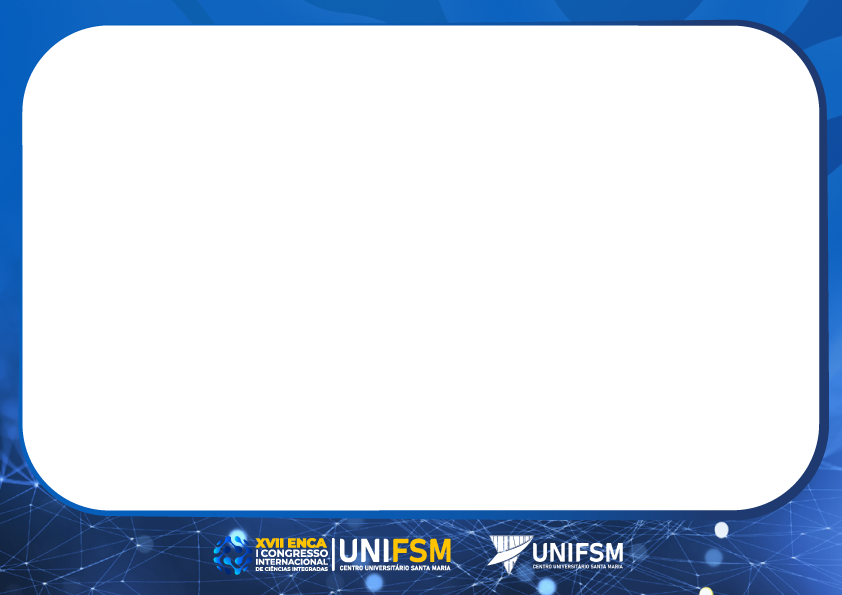 XVII ENCA
I CONGRESSO
INTERNACIONAL
DE CIÊNCIAS INTEGRADAS
UNIFSM
CENTRO UNIVERSITÁRIO SANTA MARIA
UNIFSM
CENTRO UNIVERSITÁRIO SANTA MARIA